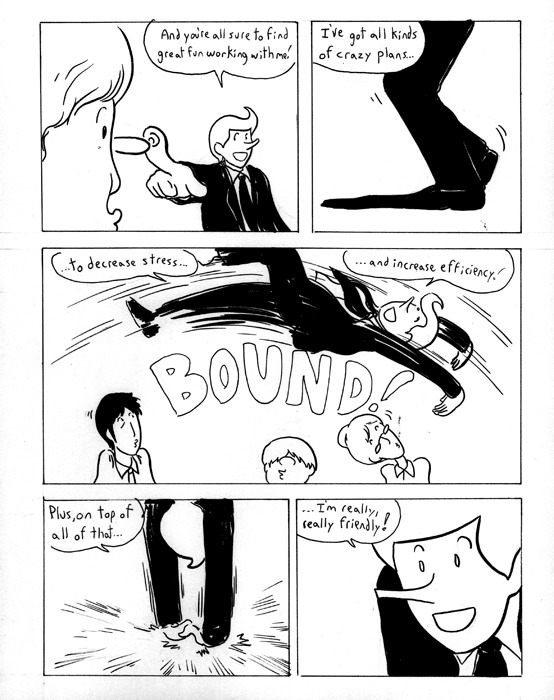 And you're all sure to find
great fun working with me!
I've got all kinds
of crazy plans...
...to decrease stress...
...and increase efficiency!
BOUND!
Plus, on top of
all of that...
...I'm really,
really friendly!